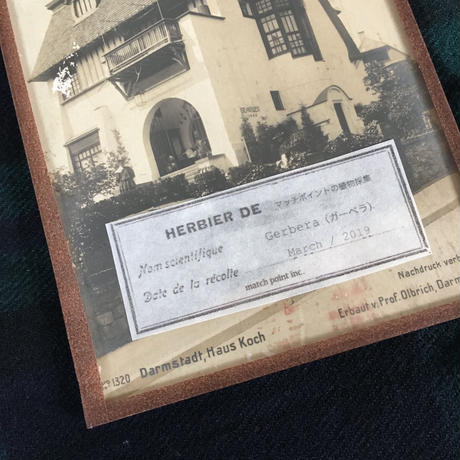 HERBIER DE マッチポイントの植物採集
Nom scientifique Gerbera (ガーベラ)
Date de la récolte March / 2019
match point inc.
Nachdruck verb
Erbaut v. Prof. Olbrich, Darm
1320 Darmstadt, Haus Koch